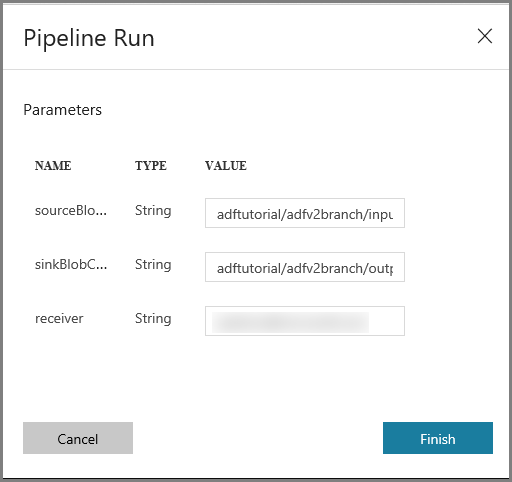 Pipeline Run
Parameters
NAME TYPE VALUE
sourceBlo... String adftutorial/adfv2branch/inpu
sinkBlobC... String adftutorial/adfv2branch/outp
receiver String
Cancel Finish